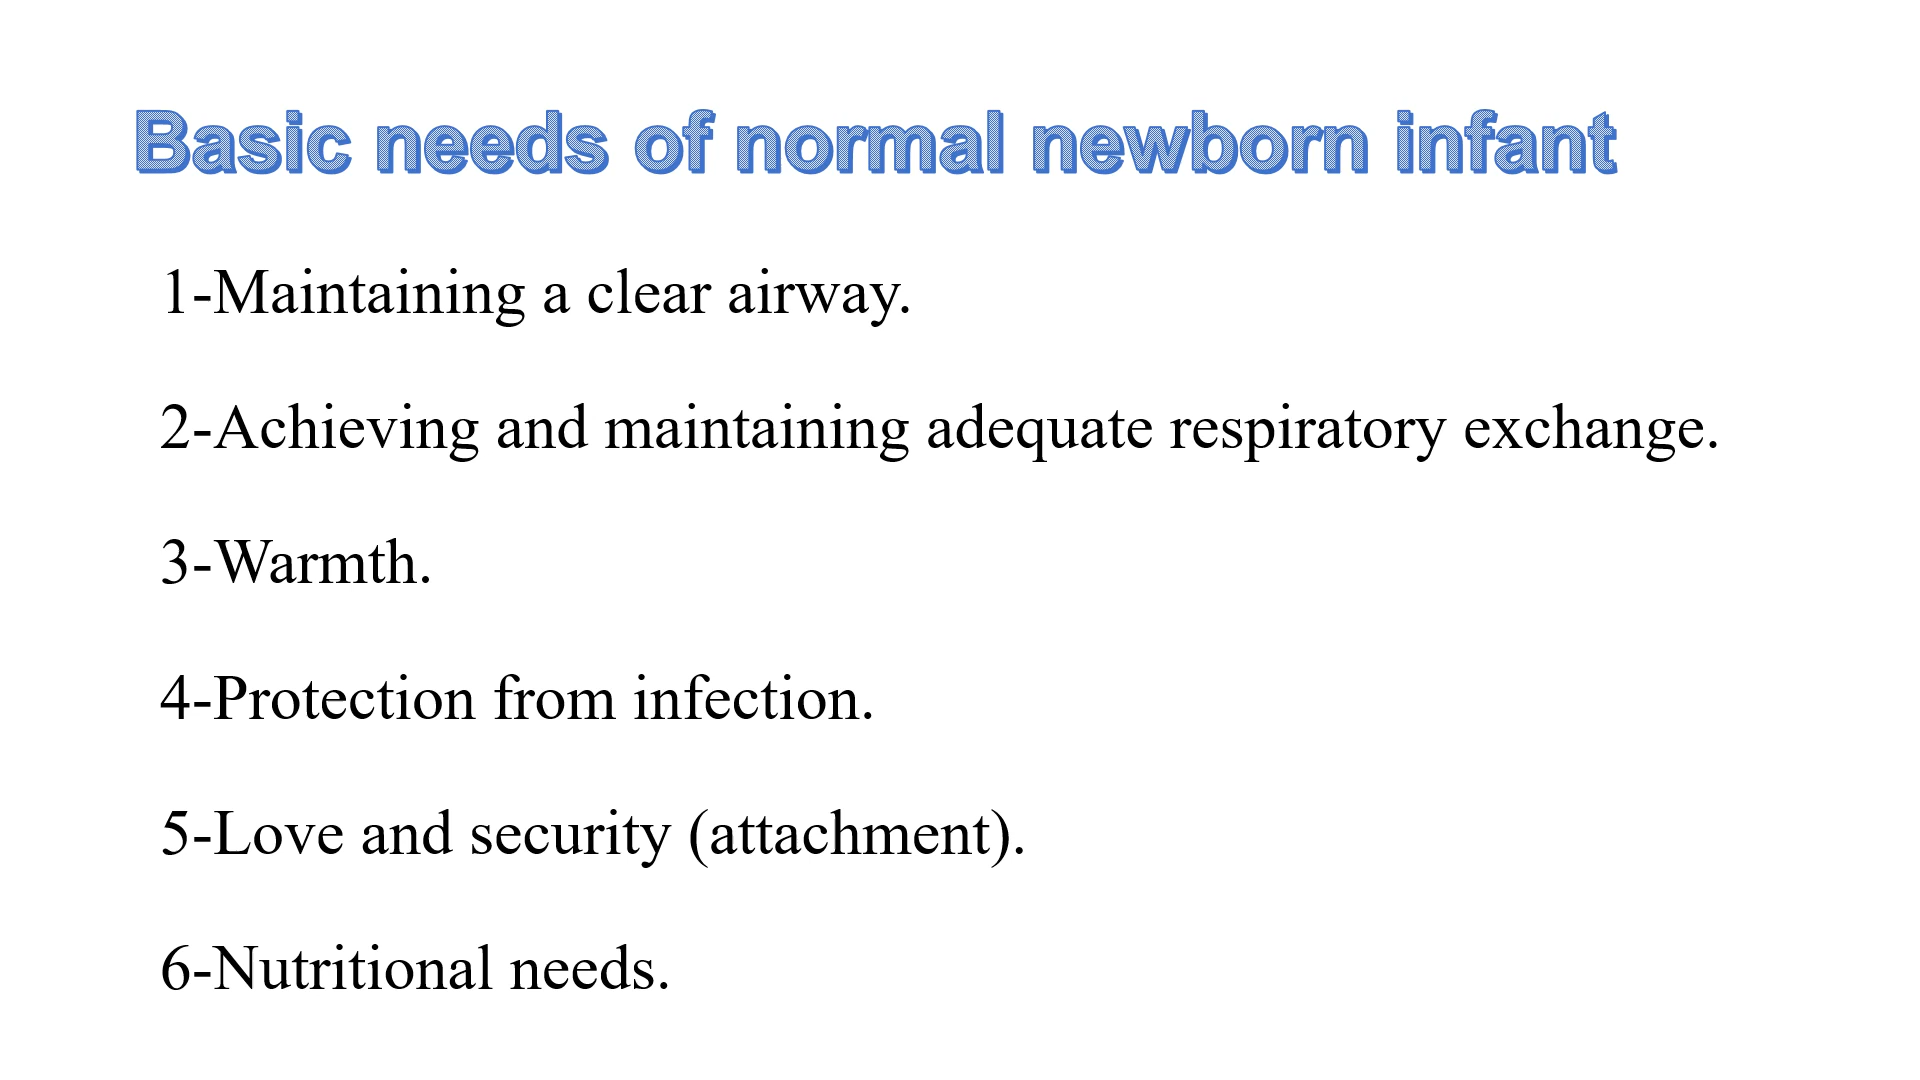 Basic needs of normal newborn infant
1-Maintaining a clear airway.
2-Achieving and maintaining adequate respiratory exchange.
3-Warmth.
4-Protection from infection.
5-Love and security (attachment).
6-Nutritional needs.